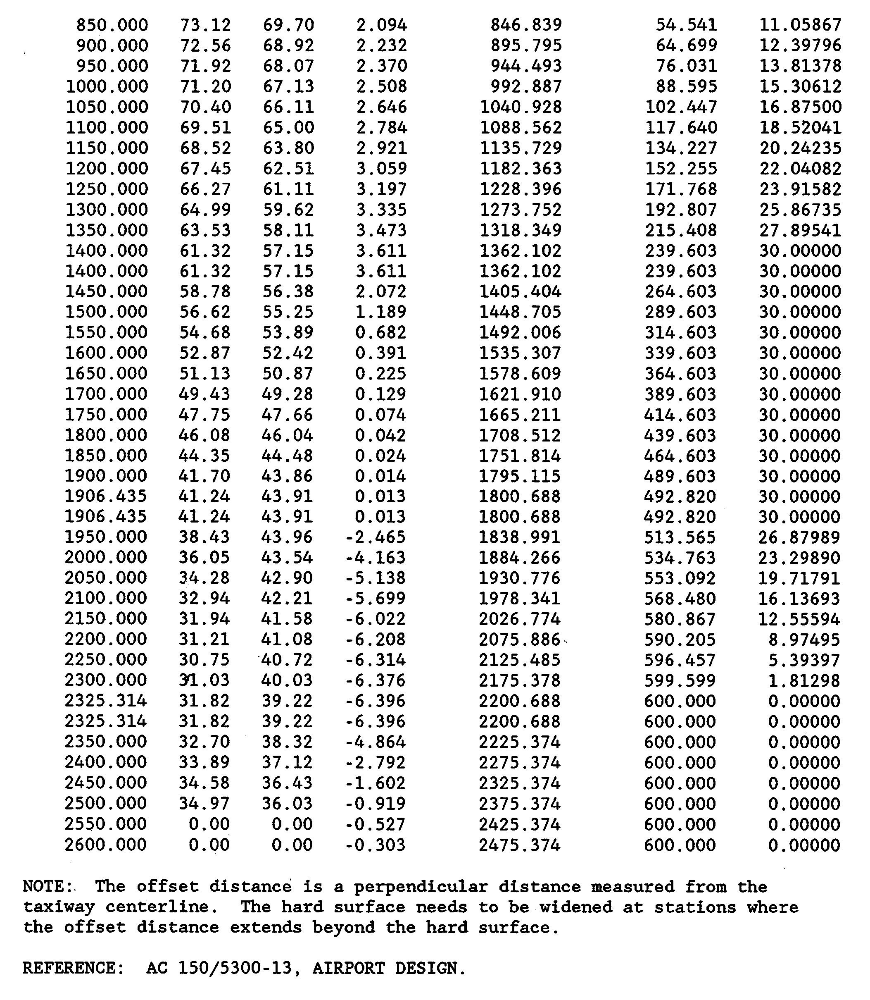 850.000 73.12 69.70 2.094 846.839 54.541 11.05867
900.000 72.56 68.92 2.232 895.795 64.699 12.39796
950.000 71.92 68.07 2.370 944.493 76.031 13.81378
1000.000 71.20 67.13 2.508 992.887 88.595 15.30612
1050.000 70.40 66.11 2.646 1040.928 102.447 16.87500
1100.000 69.51 65.00 2.784 1088.562 117.640 18.52041
1150.000 68.52 63.80 2.921 1135.729 134.227 20.24235
1200.000 67.45 62.51 3.059 1182.363 152.255 22.04082
1250.000 66.27 61.11 3.197 1228.396 171.768 23.91582
1300.000 64.99 59.62 3.335 1273.752 192.807 25.86735
1350.000 63.53 58.11 3.473 1318.349 215.408 27.89541
1400.000 61.32 57.15 3.611 1362.102 239.603 30.00000
1400.000 61.32 57.15 3.611 1362.102 239.603 30.00000
1450.000 58.78 56.38 2.072 1405.404 264.603 30.00000
1500.000 56.62 55.25 1.189 1448.705 289.603 30.00000
1550.000 54.68 53.89 0.682 1492.006 314.603 30.00000
1600.000 52.87 52.42 0.391 1535.307 339.603 30.00000
1650.000 51.13 50.87 0.225 1578.609 364.603 30.00000
1700.000 49.43 49.28 0.129 1621.910 389.603 30.00000
1750.000 47.75 47.66 0.074 1665.211 414.603 30.00000
1800.000 46.08 46.04 0.042 1708.512 439.603 30.00000
1850.000 44.35 44.48 0.024 1751.814 464.603 30.00000
1900.000 41.70 43.86 0.014 1795.115 489.603 30.00000
1906.435 41.24 43.91 0.013 1800.688 492.820 30.00000
1906.435 41.24 43.91 0.013 1800.688 492.820 30.00000
1950.000 38.43 43.96 -2.465 1838.991 513.565 26.87989
2000.000 36.05 43.54 -4.163 1884.266 534.763 23.29890
2050.000 34.28 42.90 -5.138 1930.776 553.092 19.71791
2100.000 32.94 42.21 -5.699 1978.341 568.480 16.13693
2150.000 31.94 41.58 -6.022 2026.774 580.867 12.55594
2200.000 31.21 41.08 -6.208 2075.886 590.205 8.97495
2250.000 30.75 40.72 -6.314 2125.485 596.457 5.39397
2300.000 31.03 40.03 -6.376 2175.378 599.599 1.81298
2325.314 31.82 39.22 -6.396 2200.688 600.000 0.00000
2325.314 31.82 39.22 -6.396 2200.688 600.000 0.00000
2350.000 32.70 38.32 -4.864 2225.374 600.000 0.00000
2400.000 33.89 37.12 -2.792 2275.374 600.000 0.00000
2450.000 34.58 36.43 -1.602 2325.374 600.000 0.00000
2500.000 34.97 36.03 -0.919 2375.374 600.000 0.00000
2550.000 0.00 0.00 -0.527 2425.374 600.000 0.00000
2600.000 0.00 0.00 -0.303 2475.374 600.000 0.00000
NOTE: The offset distance is a perpendicular distance measured from the
taxiway centerline. The hard surface needs to be widened at stations where
the offset distance extends beyond the hard surface.
REFERENCE: AC 150/5300-13, AIRPORT DESIGN.